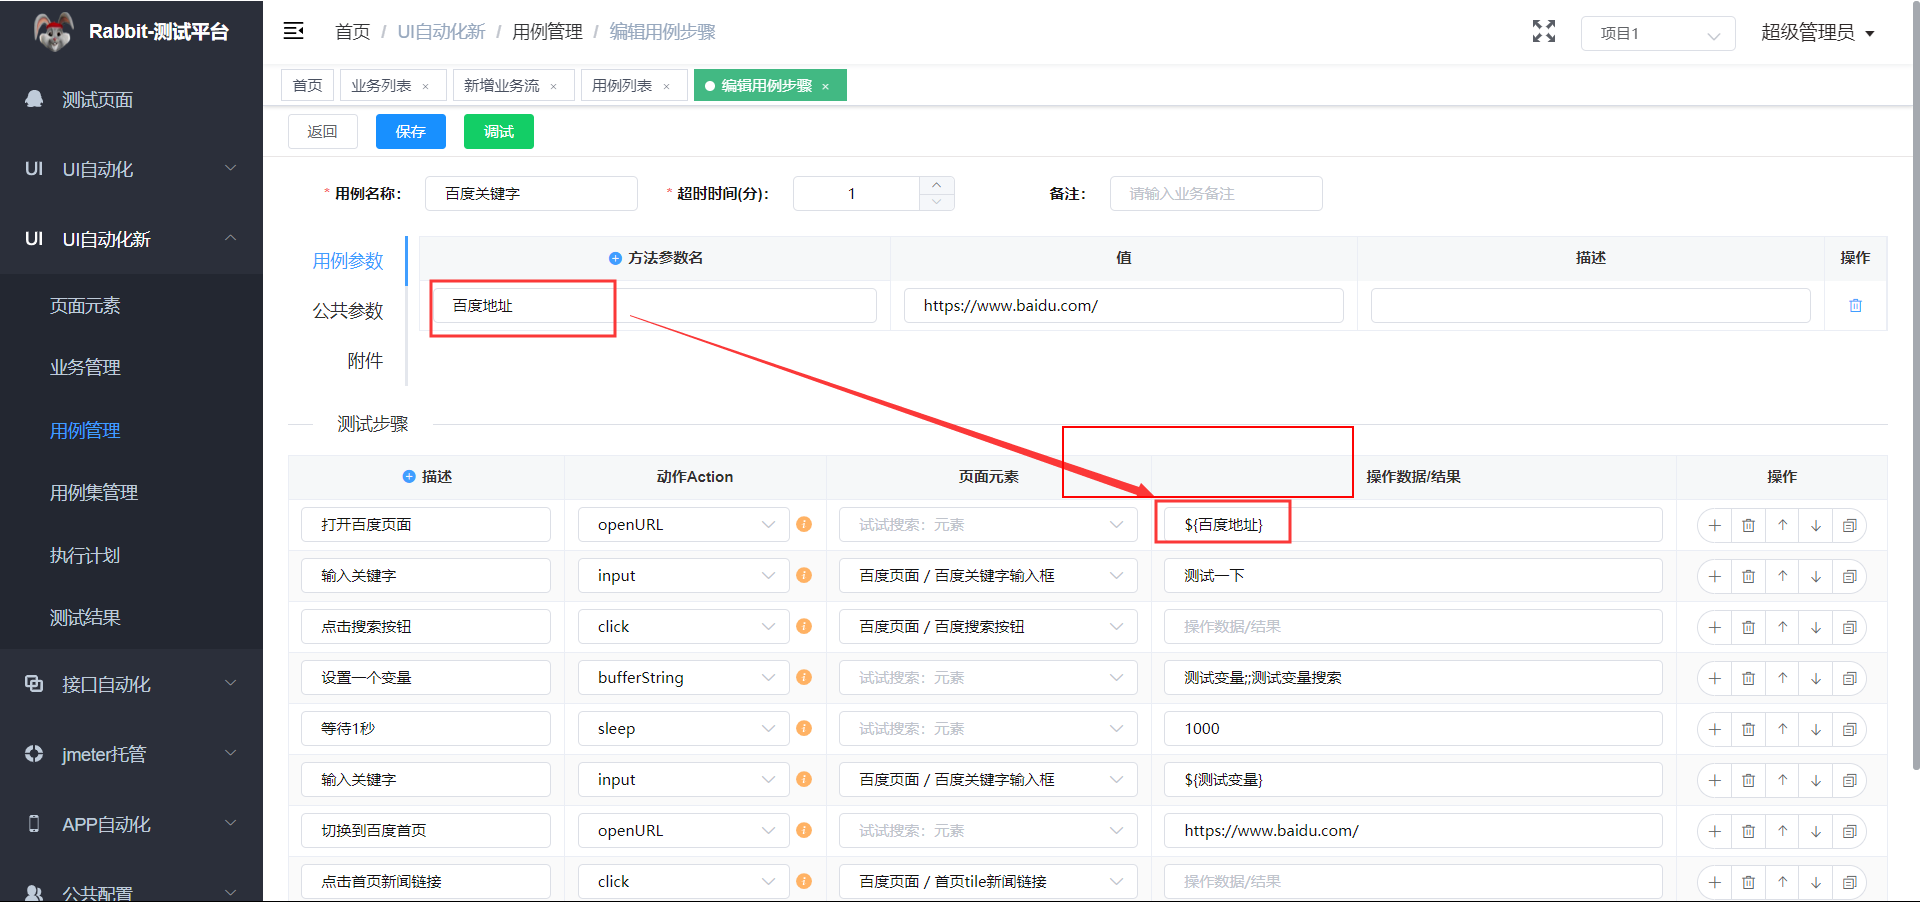 Rabbit-测试平台
首页 / UI自动化新 / 用例管理 / 编辑用例步骤
项目1
超级管理员
首页
业务列表 ×
新增业务流 ×
用例列表 ×
编辑用例步骤 ×
测试页面
UI UI自动化
UI UI自动化新
页面元素
业务管理
用例管理
用例集管理
执行计划
测试结果
接口自动化
jmeter托管
APP自动化
公共配置
返回
保存
调试
* 用例名称：
百度关键字
* 超时时间(分)：
1
备注：
请输入业务备注
用例参数
公共参数
附件
方法参数名 值 描述 操作
百度地址 https://www.baidu.com/
测试步骤
描述 动作Action 页面元素 操作数据/结果 操作
打开百度页面 openURL 试试搜索：元素 ${百度地址}
输入关键字 input 百度页面 / 百度关键字输入框 测试一下
点击搜索按钮 click 百度页面 / 百度搜索按钮 操作数据/结果
设置一个变量 bufferString 试试搜索：元素 测试变量;;测试变量搜索
等待1秒 sleep 试试搜索：元素 1000
输入关键字 input 百度页面 / 百度关键字输入框 ${测试变量}
切换到百度首页 openURL 试试搜索：元素 https://www.baidu.com/
点击首页新闻链接 click 百度页面 / 首页tile新闻链接 操作数据/结果